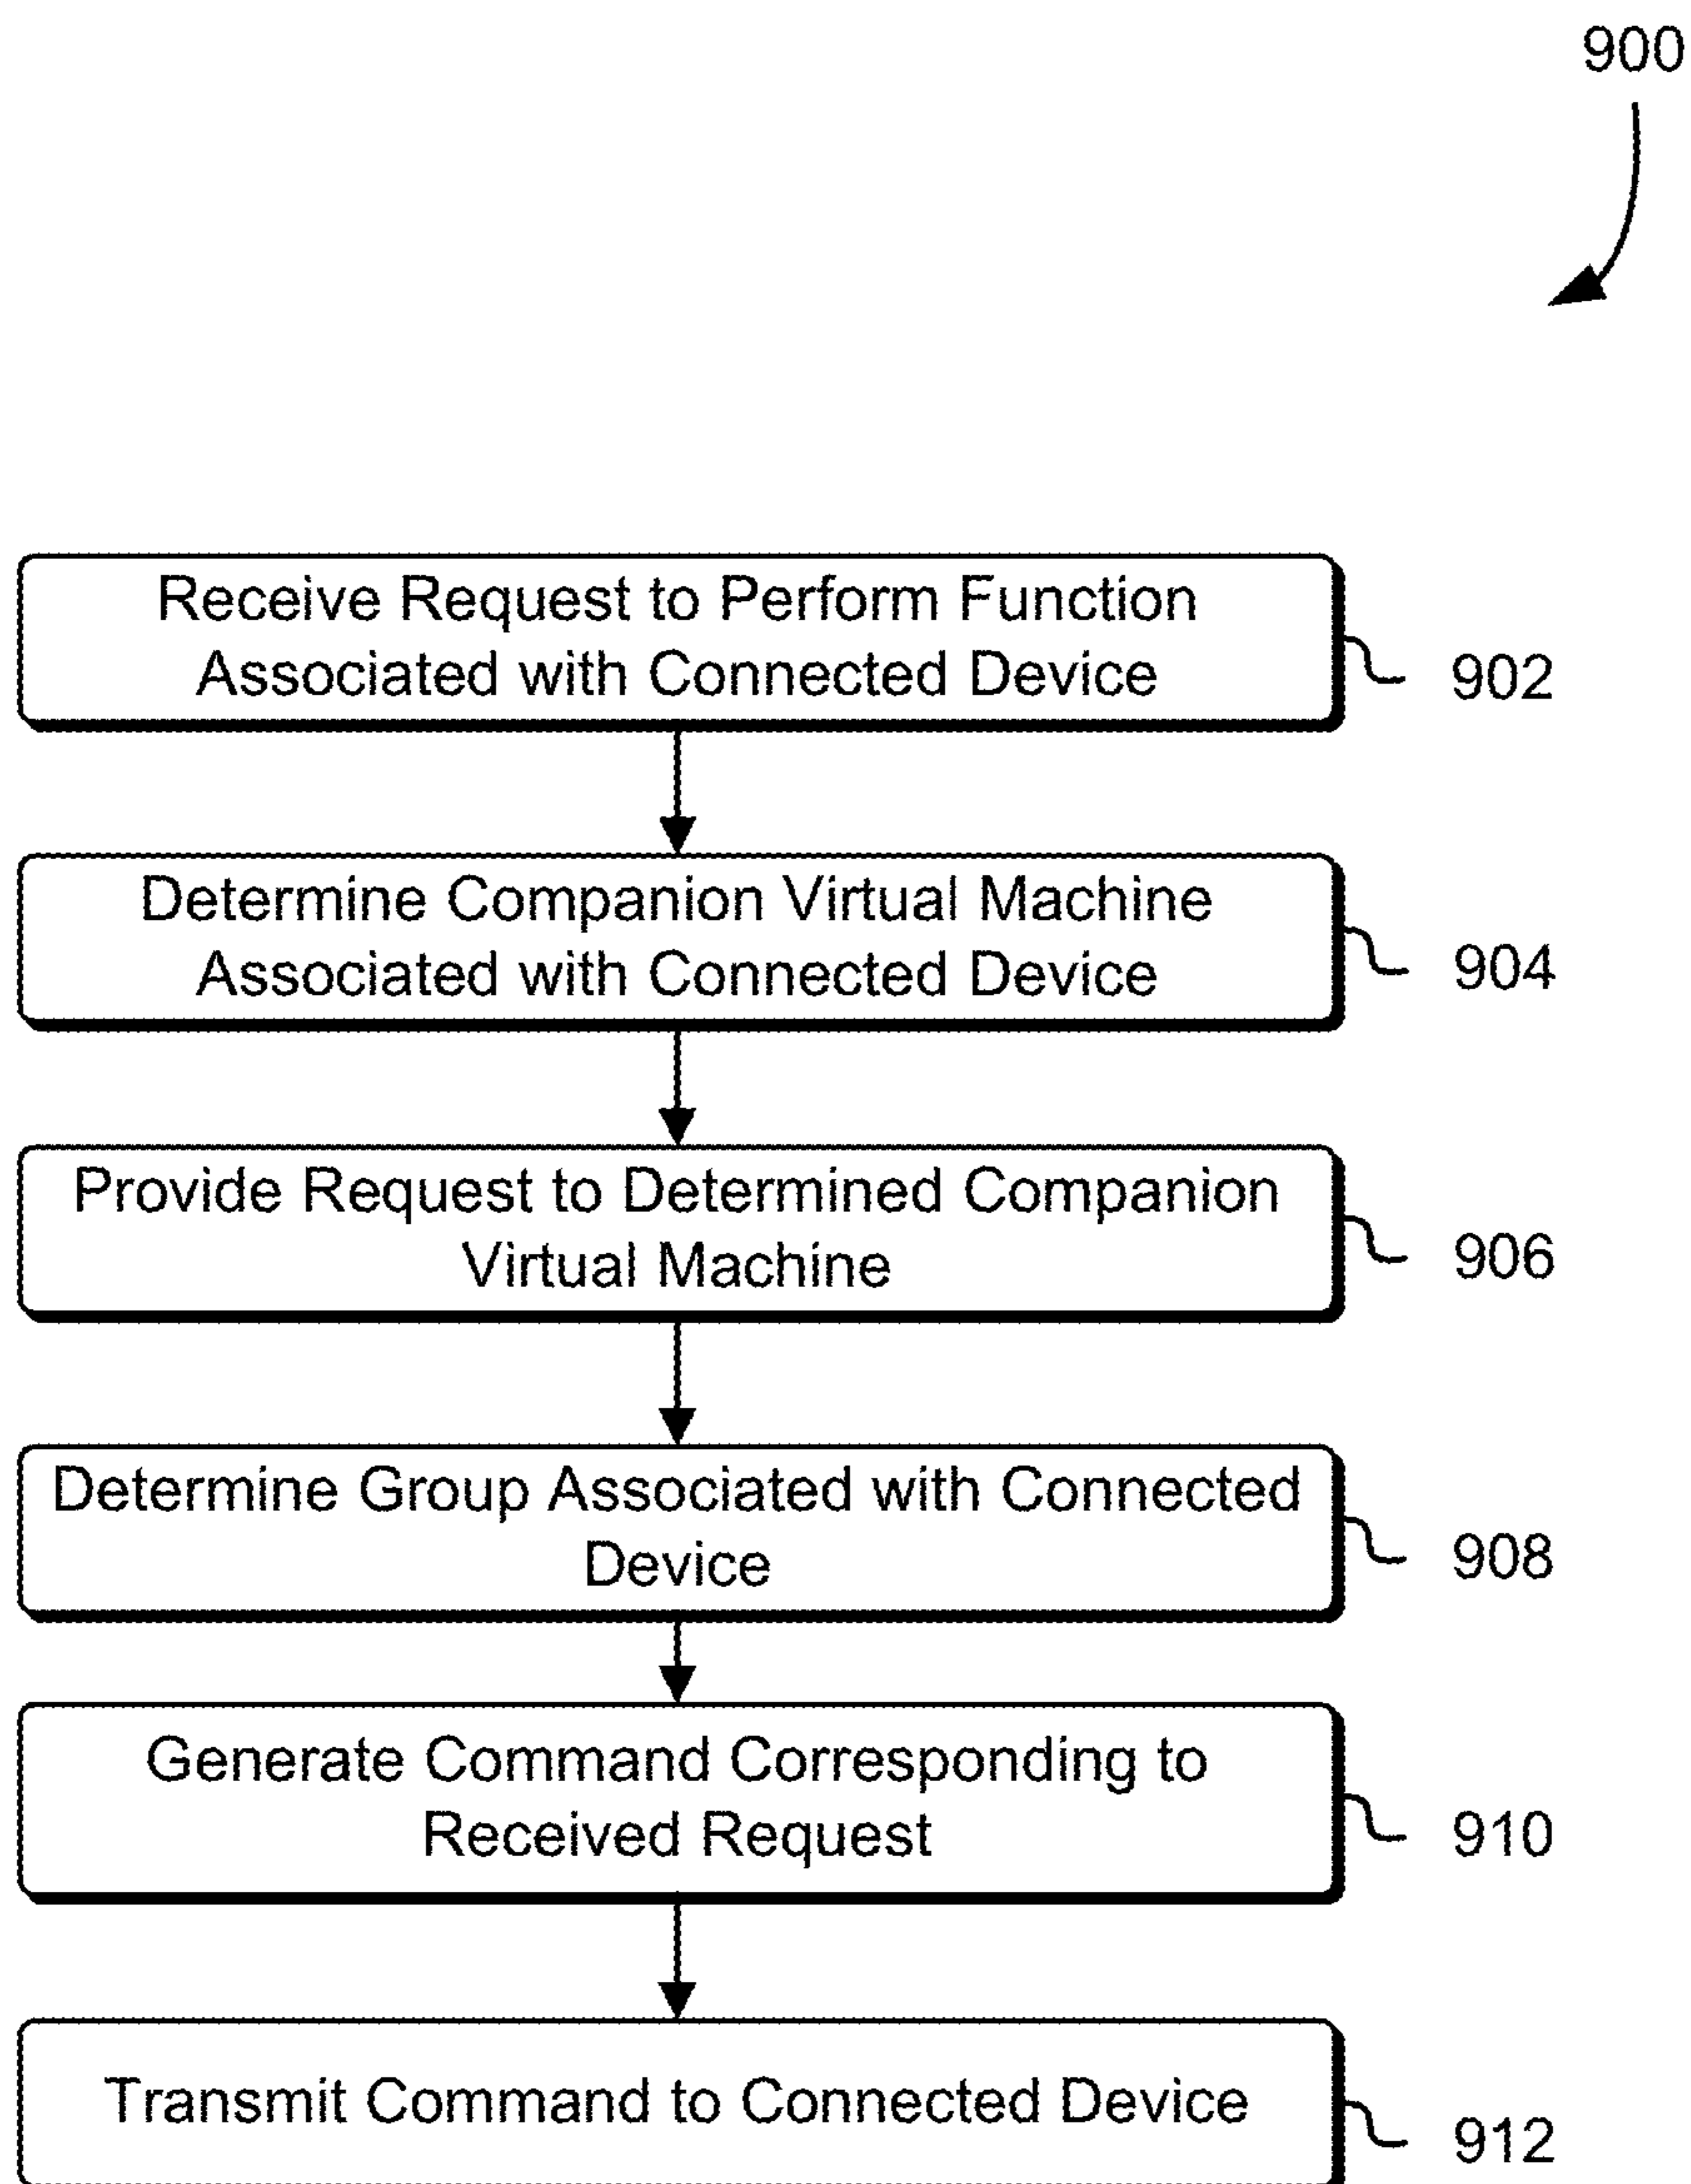 900
Receive Request to Perform Function
Associated with Connected Device
902
Determine Companion Virtual Machine
Associated with Connected Device
904
Provide Request to Determined Companion
Virtual Machine
906
Determine Group Associated with Connected
Device
908
Generate Command Corresponding to
Received Request
910
Transmit Command to Connected Device
912